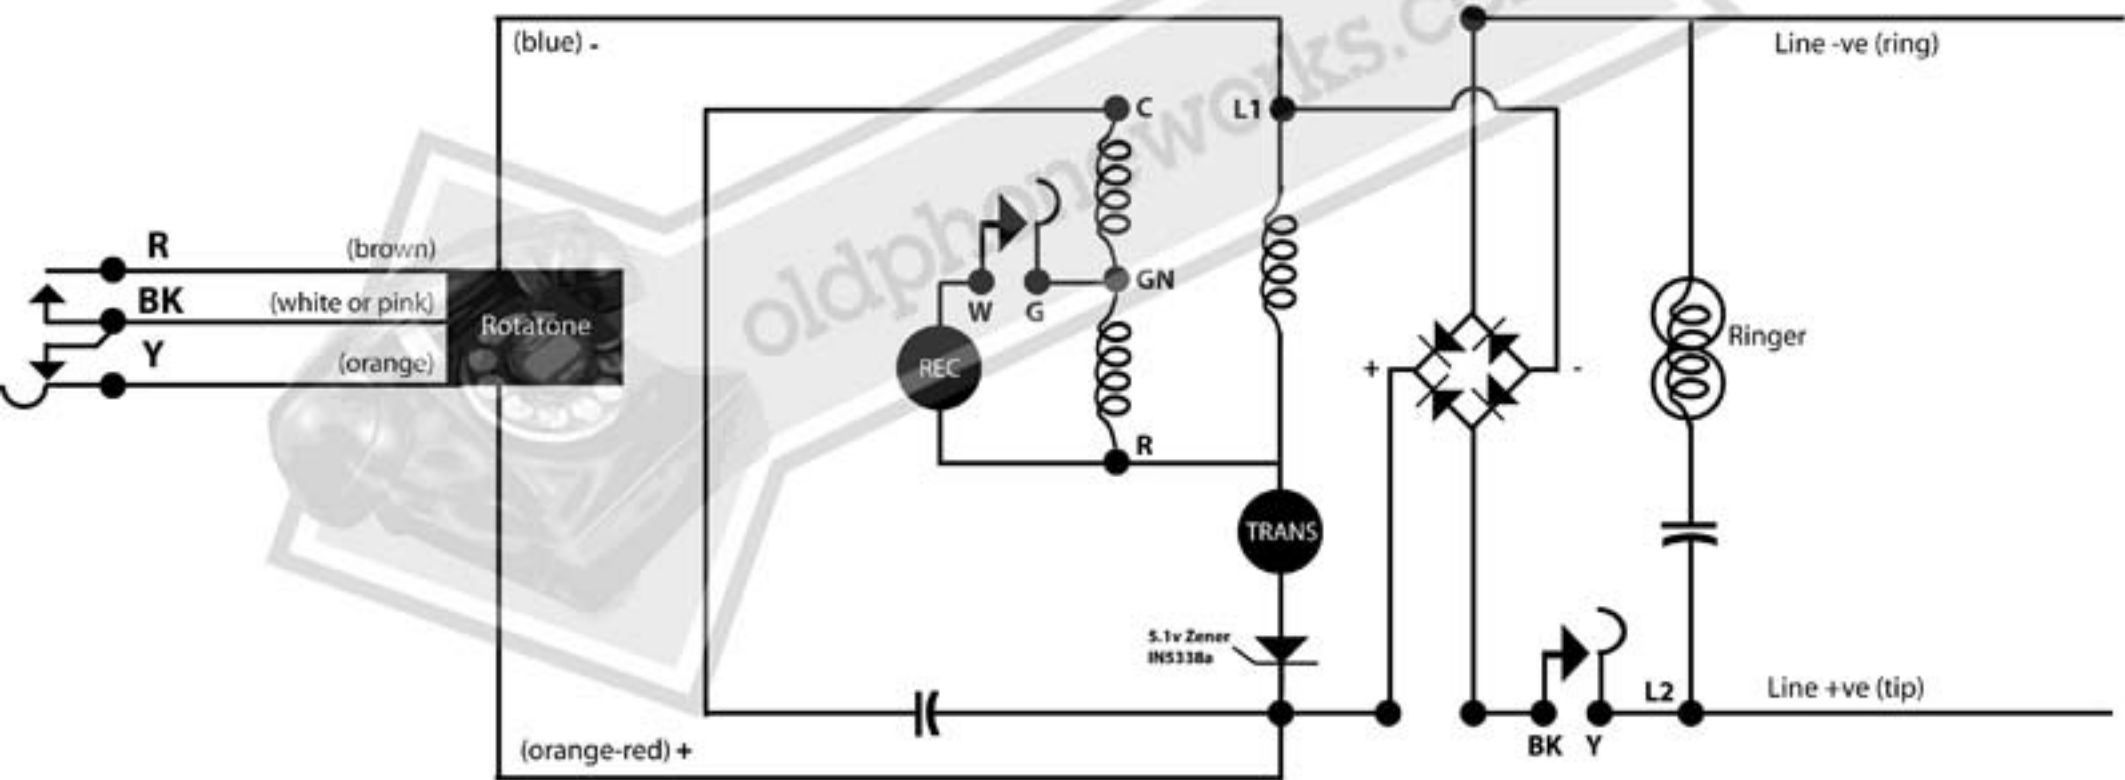 (blue) -
Line -ve (ring)
C
L1
oldphoneworks.co
R
(brown)
BK
(white or pink)
Y
(orange)
Rotatone
W
G
GN
REC
R
+
-
Ringer
TRANS
5.1v Zener
IN5338a
L2
Line +ve (tip)
(orange-red) +
BK
Y